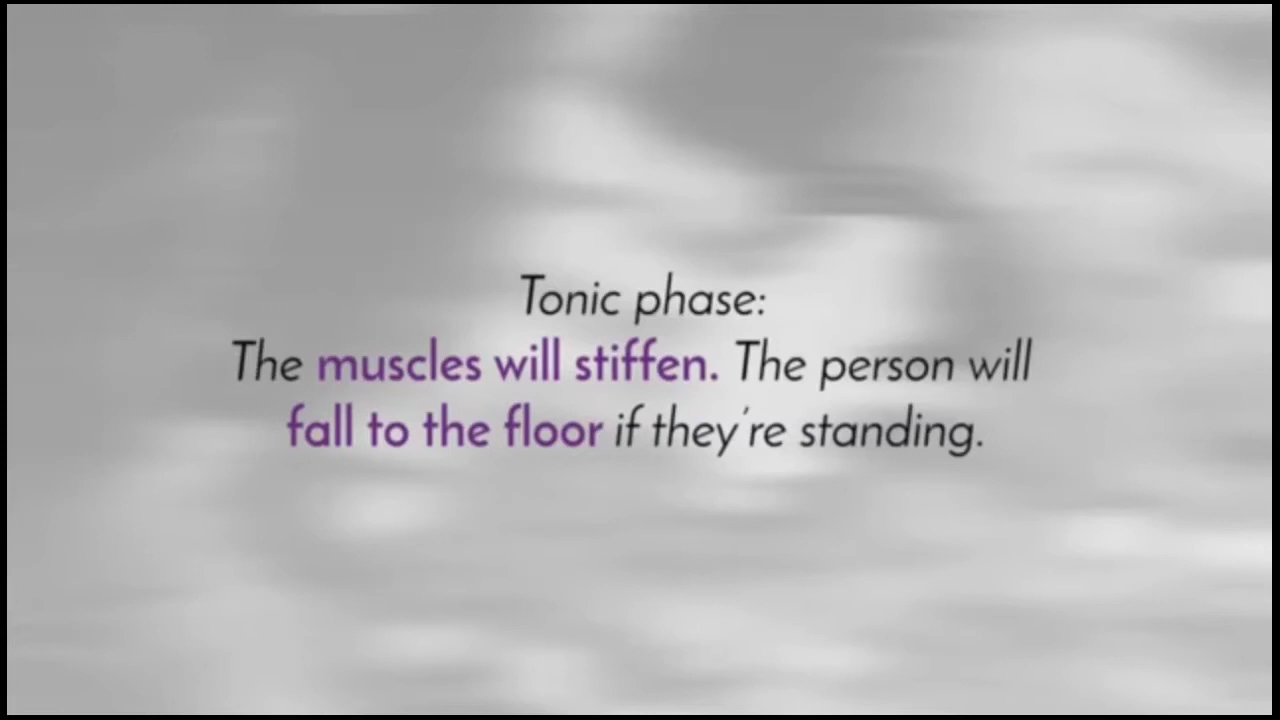 Tonic phase:
The muscles will stiffen. The person will
fall to the floor if they're standing.